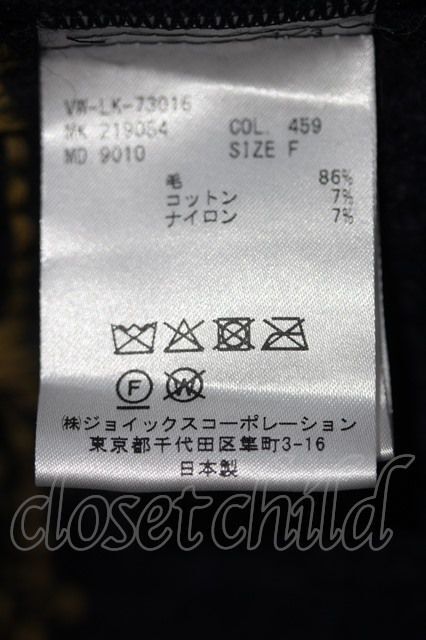 VW-LK-73016
MK 219054 COL. 459
MD 9010 SIZE F
毛 86%
コットン 7%
ナイロン 7%
F
W
㈱ジョイックスコーポレーション
東京都千代田区隼町3-16
日本製
closetchild